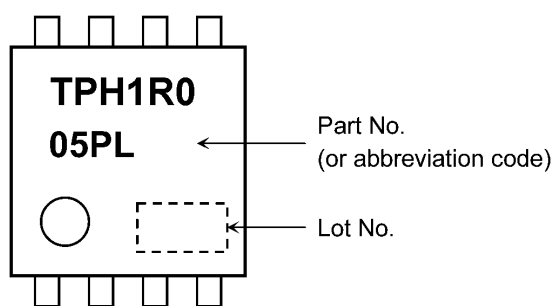 TPH1R0
05PL
Part No.
(or abbreviation code)
Lot No.